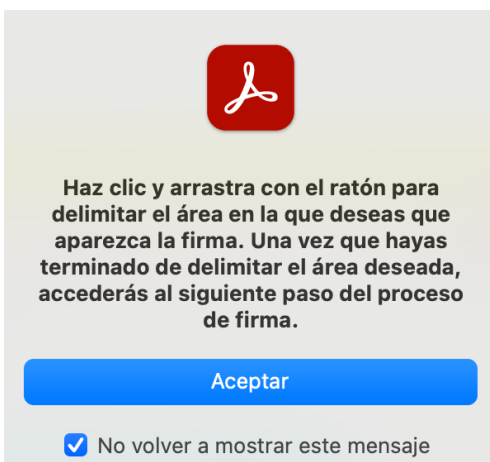 Haz clic y arrastra con el ratón para
delimitar el área en la que deseas que
aparezca la firma. Una vez que hayas
terminado de delimitar el área deseada,
accederás al siguiente paso del proceso
de firma.
Aceptar
No volver a mostrar este mensaje